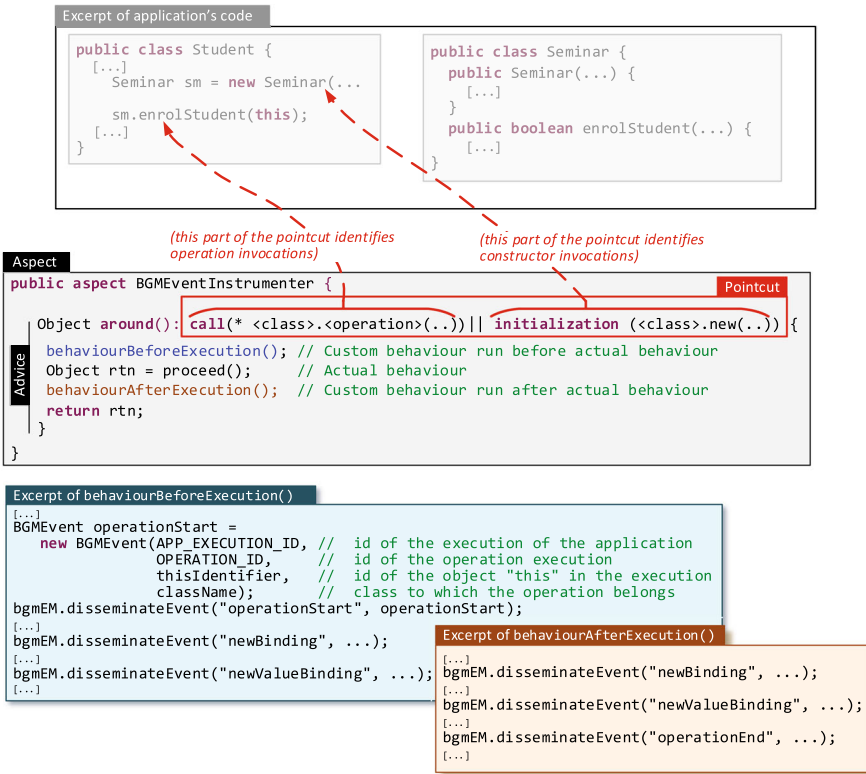 Excerpt of application's code
public class Student {
[...]
Seminar sm = new Seminar(...
sm.enrolStudent(this);
[...]
}
public class Seminar {
public Seminar(...) {
[...]
}
public boolean enrolStudent(...) {
[...]
}
(this part of the pointcut identifies
operation invocations)
(this part of the pointcut identifies
constructor invocations)
Aspect
public aspect BGMEventInstrumenter {
Pointcut
Object around(): call(* <class>.<operation>(..))|| initialization (<class>.new(..)) {
Advice
behaviourBeforeExecution(); // Custom behaviour run before actual behaviour
Object rtn = proceed(); // Actual behaviour
behaviourAfterExecution(); // Custom behaviour run after actual behaviour
return rtn;
}
}
Excerpt of behaviourBeforeExecution()
[...]
BGMEvent operationStart =
new BGMEvent(APP_EXECUTION_ID, // id of the execution of the application
OPERATION_ID, // id of the operation execution
thisIdentifier, // id of the object "this" in the execution
className); // class to which the operation belongs
bgmEM.disseminateEvent("operationStart", operationStart);
[...]
bgmEM.disseminateEvent("newBinding", ...);
[...]
bgmEM.disseminateEvent("newValueBinding", ...);
[...]
Excerpt of behaviourAfterExecution()
[...]
bgmEM.disseminateEvent("newBinding", ...);
[...]
bgmEM.disseminateEvent("newValueBinding", ...);
[...]
bgmEM.disseminateEvent("operationEnd", ...);
[...]